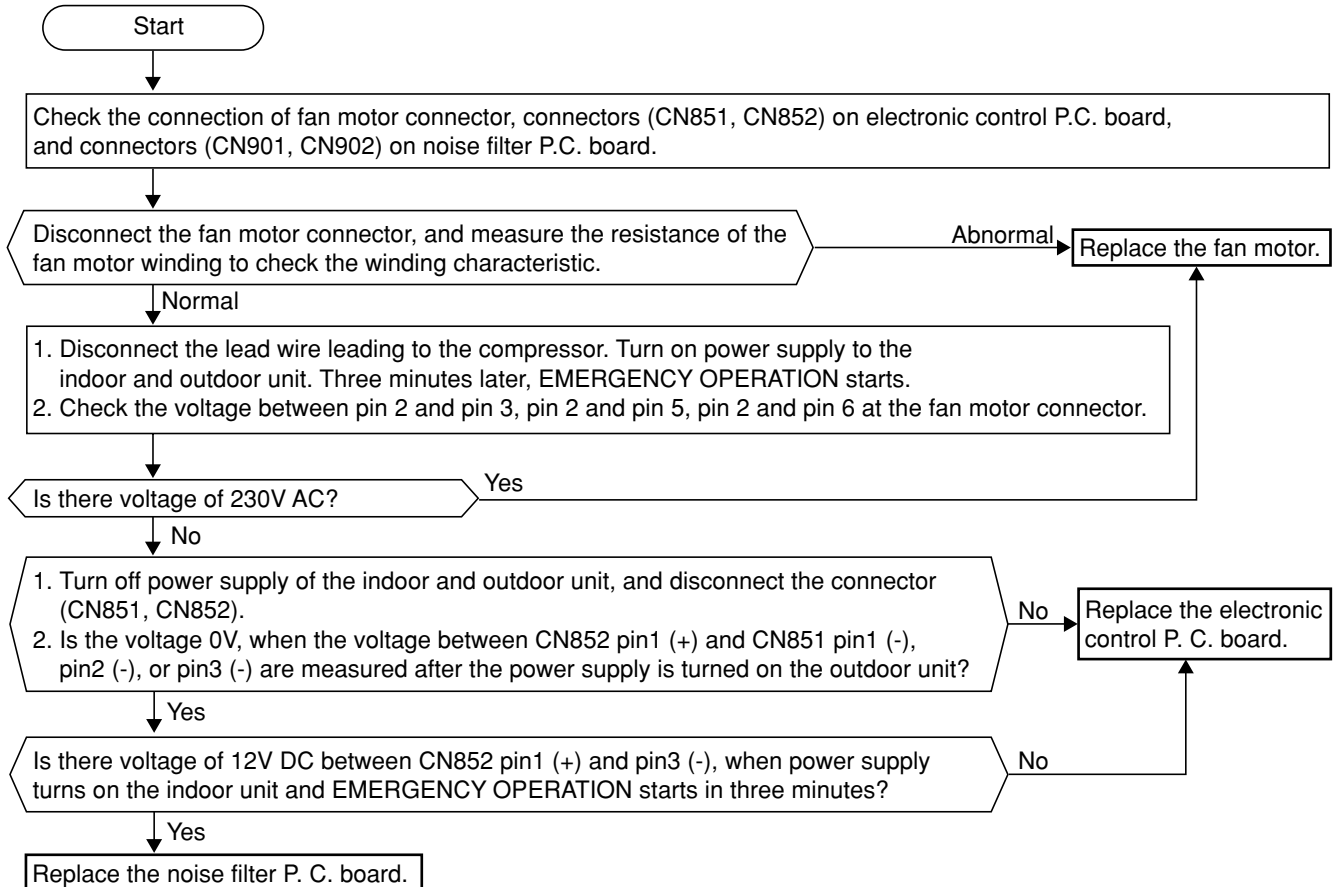 Start
Check the connection of fan motor connector, connectors (CN851, CN852) on electronic control P.C. board,
and connectors (CN901, CN902) on noise filter P.C. board.
Disconnect the fan motor connector, and measure the resistance of the
fan motor winding to check the winding characteristic.
Abnormal
Replace the fan motor.
Normal
1. Disconnect the lead wire leading to the compressor. Turn on power supply to the
indoor and outdoor unit. Three minutes later, EMERGENCY OPERATION starts.
2. Check the voltage between pin 2 and pin 3, pin 2 and pin 5, pin 2 and pin 6 at the fan motor connector.
Is there voltage of 230V AC?
Yes
No
1. Turn off power supply of the indoor and outdoor unit, and disconnect the connector
(CN851, CN852).
2. Is the voltage 0V, when the voltage between CN852 pin1 (+) and CN851 pin1 (-),
pin2 (-), or pin3 (-) are measured after the power supply is turned on the outdoor unit?
No
Replace the electronic
control P. C. board.
Yes
Is there voltage of 12V DC between CN852 pin1 (+) and pin3 (-), when power supply
turns on the indoor unit and EMERGENCY OPERATION starts in three minutes?
No
Yes
Replace the noise filter P. C. board.